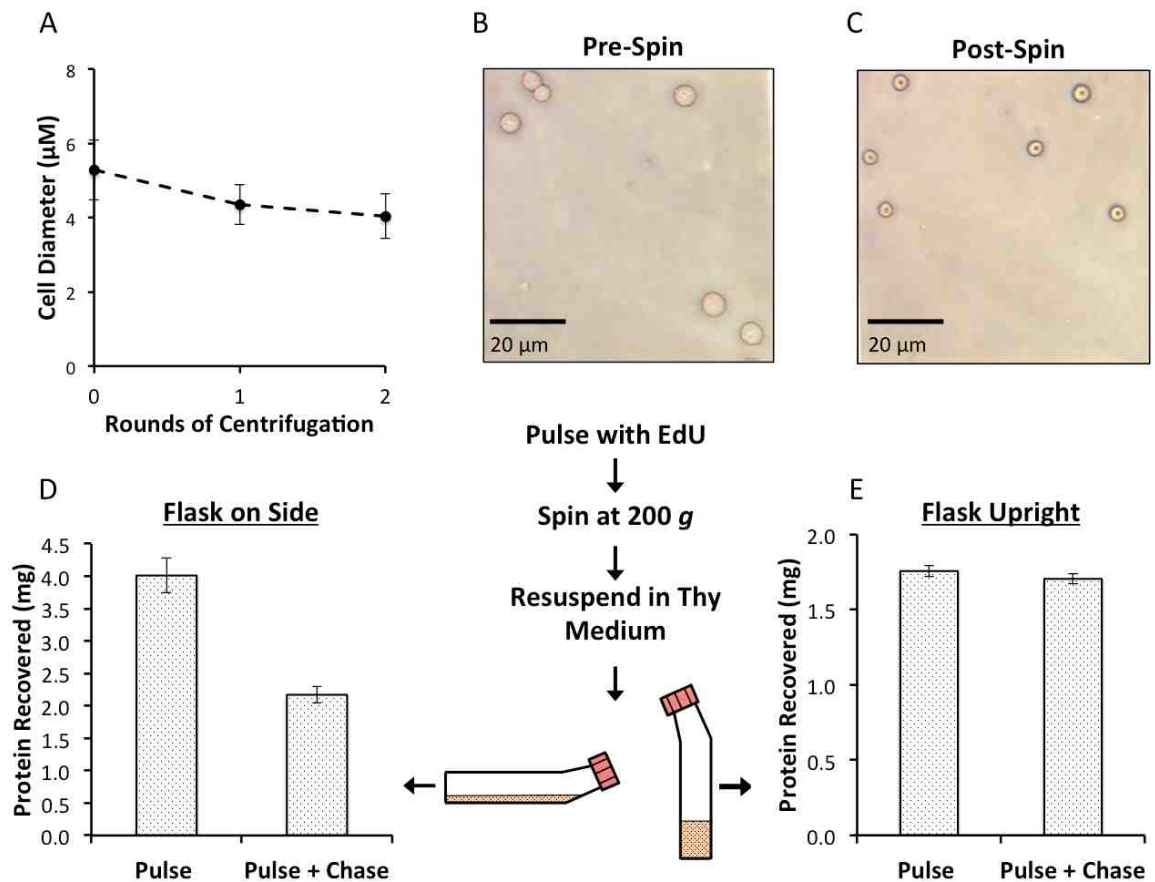 A
8
6
4
2
0
Cell Diameter (µM)
0 1 2
Rounds of Centrifugation
B
Pre-Spin
20 µm
C
Post-Spin
20 µm
Pulse with EdU
Spin at 200 g
Resuspend in Thy
Medium
D
Flask on Side
4.5
4.0
3.5
3.0
2.5
2.0
1.5
1.0
0.5
0.0
Protein Recovered (mg)
Pulse Pulse + Chase
E
Flask Upright
2.0
1.5
1.0
0.5
0.0
Protein Recovered (mg)
Pulse Pulse + Chase